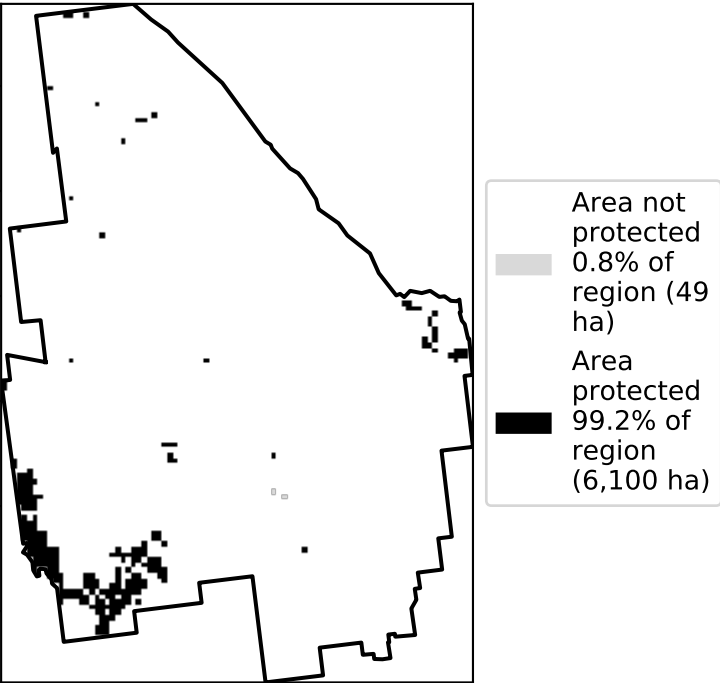 Area not
protected
0.8% of
region (49
ha)
Area
protected
99.2% of
region
(6,100 ha)